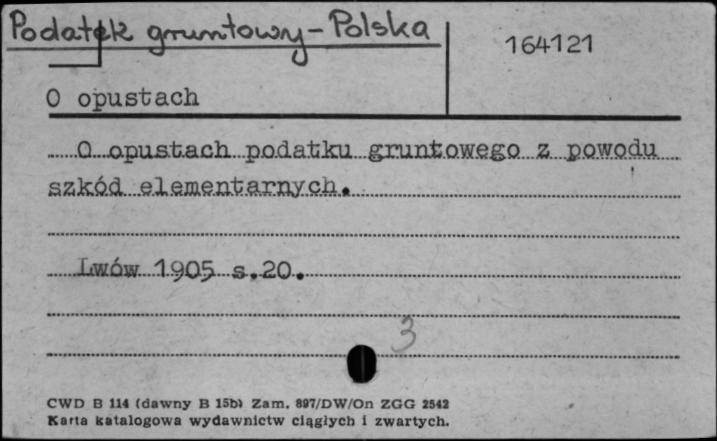 Podatek gruntowy - Polska
164121
O opustach
O opustach podatku gruntowego z powodu
szkód elementarnych.
Lwów 1905 s.20.
3
CWD B 114 (dawny B 15b) Zam. 897/DW/On ZGG 2542
Karta katalogowa wydawnictw ciągłych i zwartych.